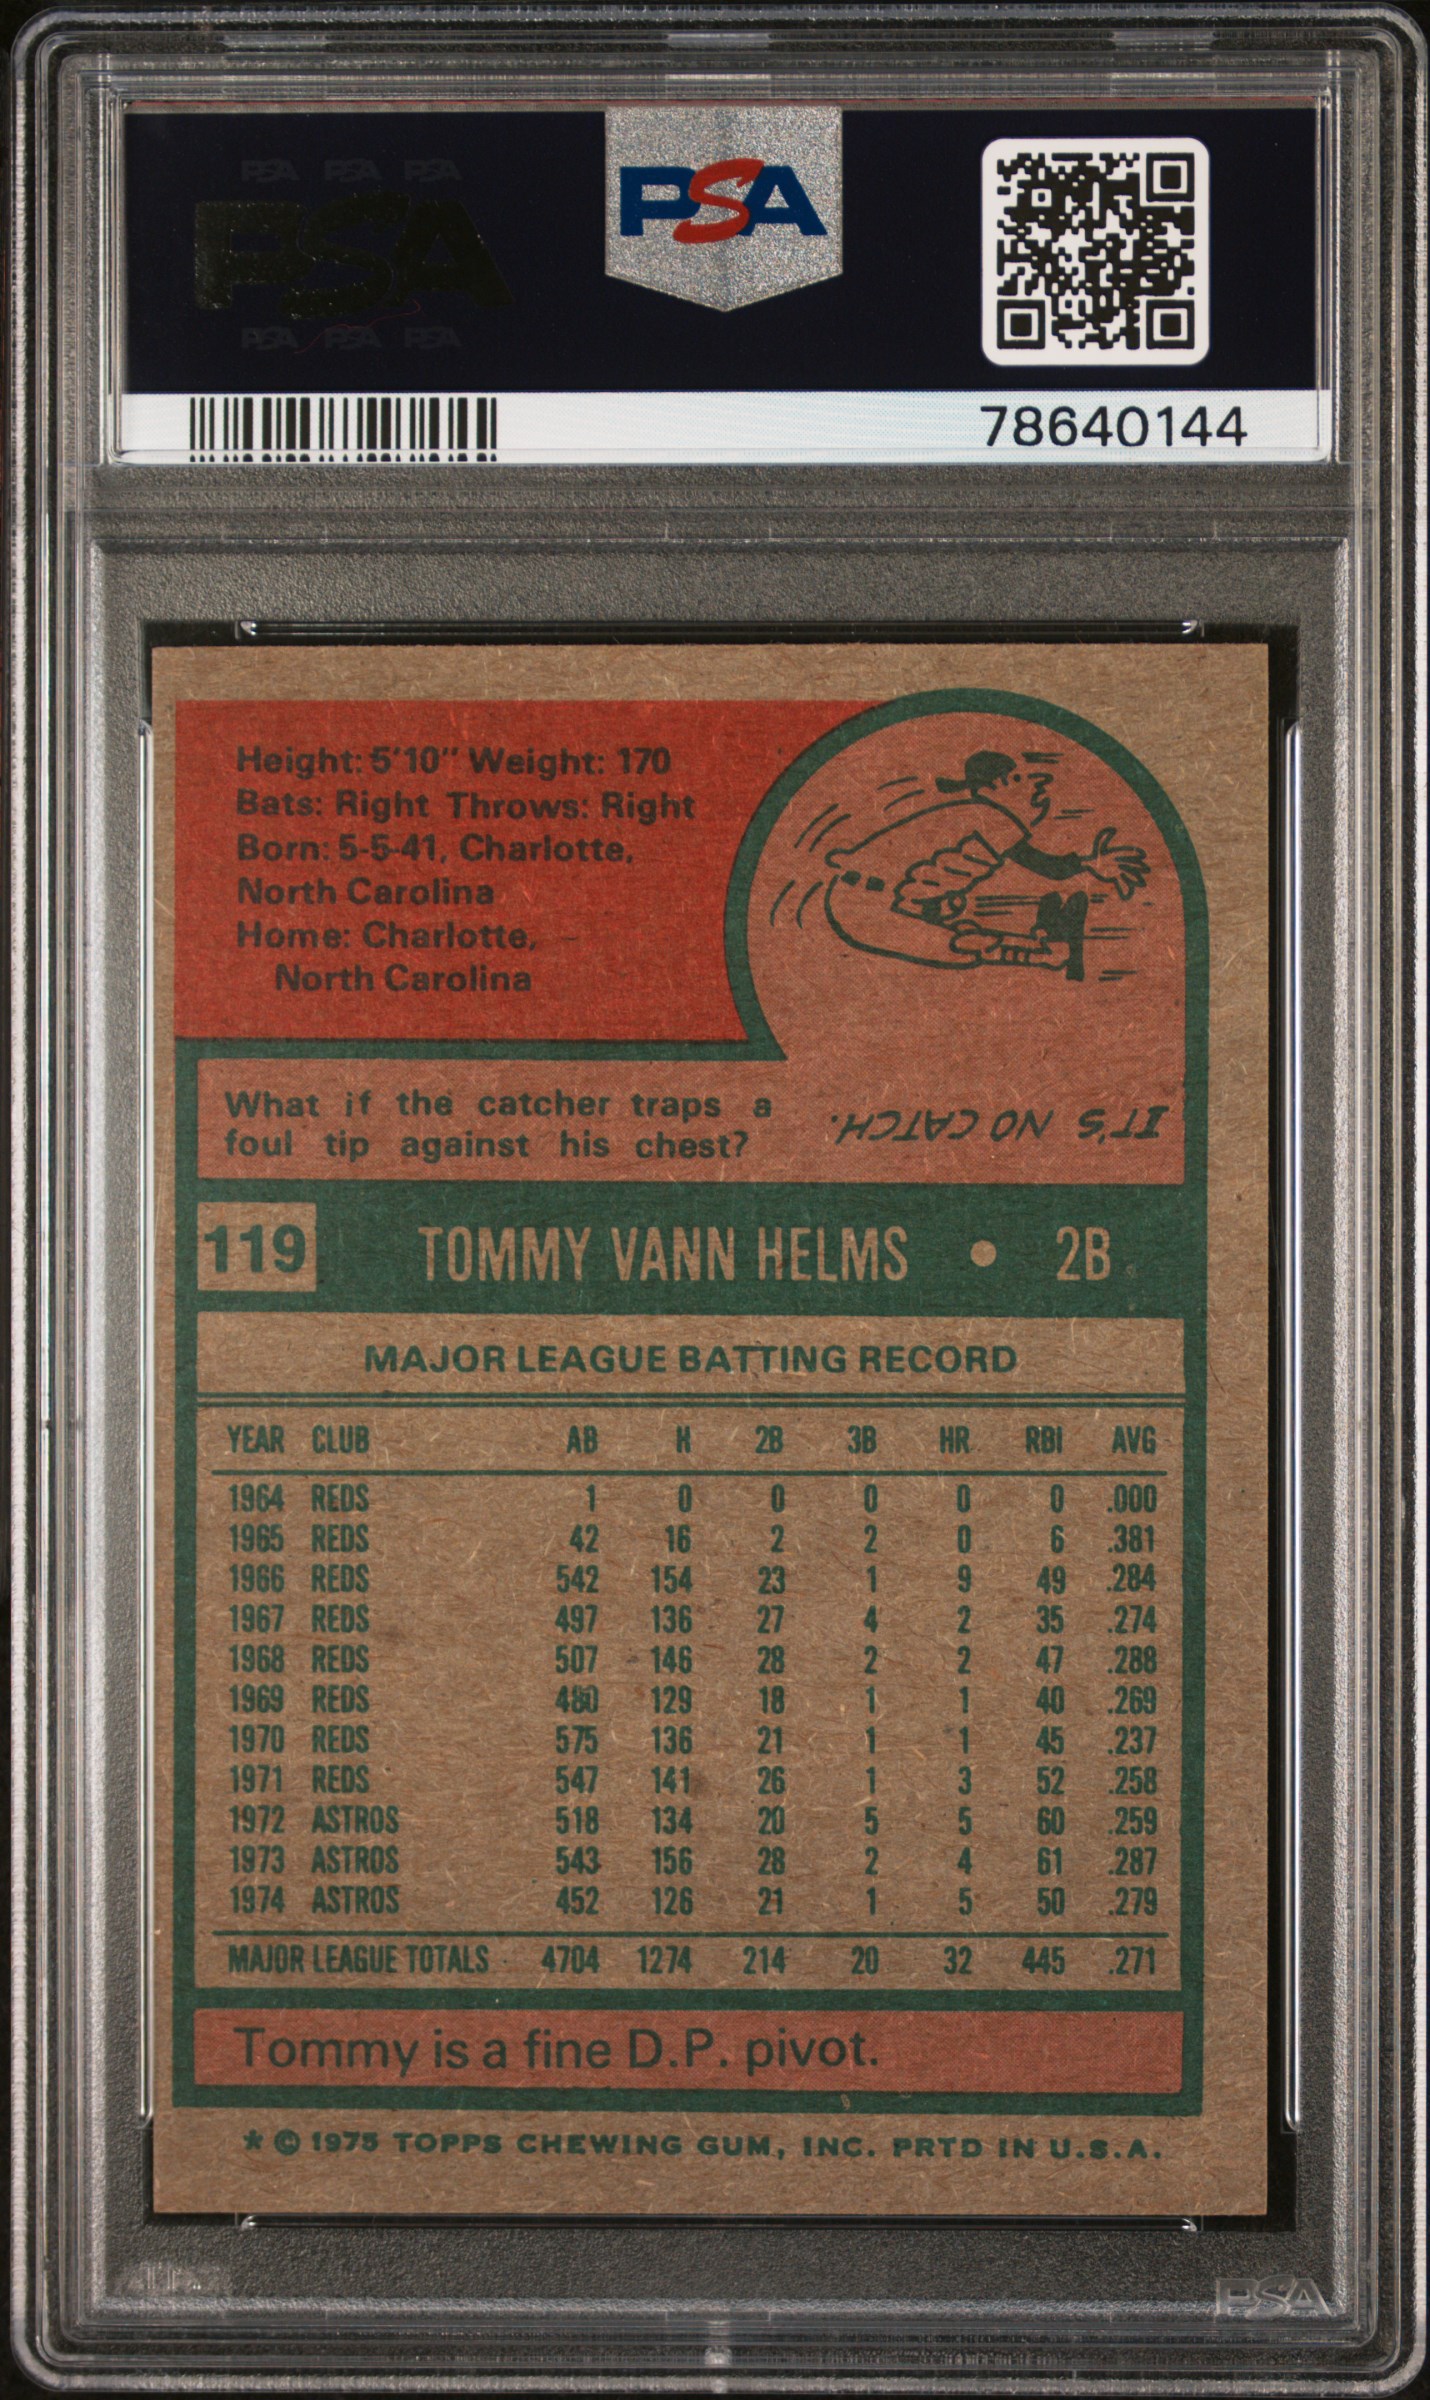 PSA PSA PSA
PSA
PSA PSA PSA
PSA
78640144
Height: 5'10" Weight: 170
Bats: Right Throws: Right
Born: 5-5-41, Charlotte,
North Carolina
Home: Charlotte,
North Carolina
What if the catcher traps a
foul tip against his chest?
IT'S NO CATCH.
119 TOMMY VANN HELMS • 2B
MAJOR LEAGUE BATTING RECORD
YEAR CLUB AB H 2B 3B HR RBI AVG
1964 REDS 1 0 0 0 0 0 .000
1965 REDS 42 16 2 2 0 6 .381
1966 REDS 542 154 23 1 9 49 .284
1967 REDS 497 136 27 4 2 35 .274
1968 REDS 507 146 28 2 2 47 .288
1969 REDS 480 129 18 1 1 40 .269
1970 REDS 575 136 21 1 1 45 .237
1971 REDS 547 141 26 1 3 52 .258
1972 ASTROS 518 134 20 5 5 60 .259
1973 ASTROS 543 156 28 2 4 61 .287
1974 ASTROS 452 126 21 1 5 50 .279
MAJOR LEAGUE TOTALS 4704 1274 214 20 32 445 .271
Tommy is a fine D.P. pivot.
* © 1975 TOPPS CHEWING GUM, INC. PRTD IN U.S.A.
PSA